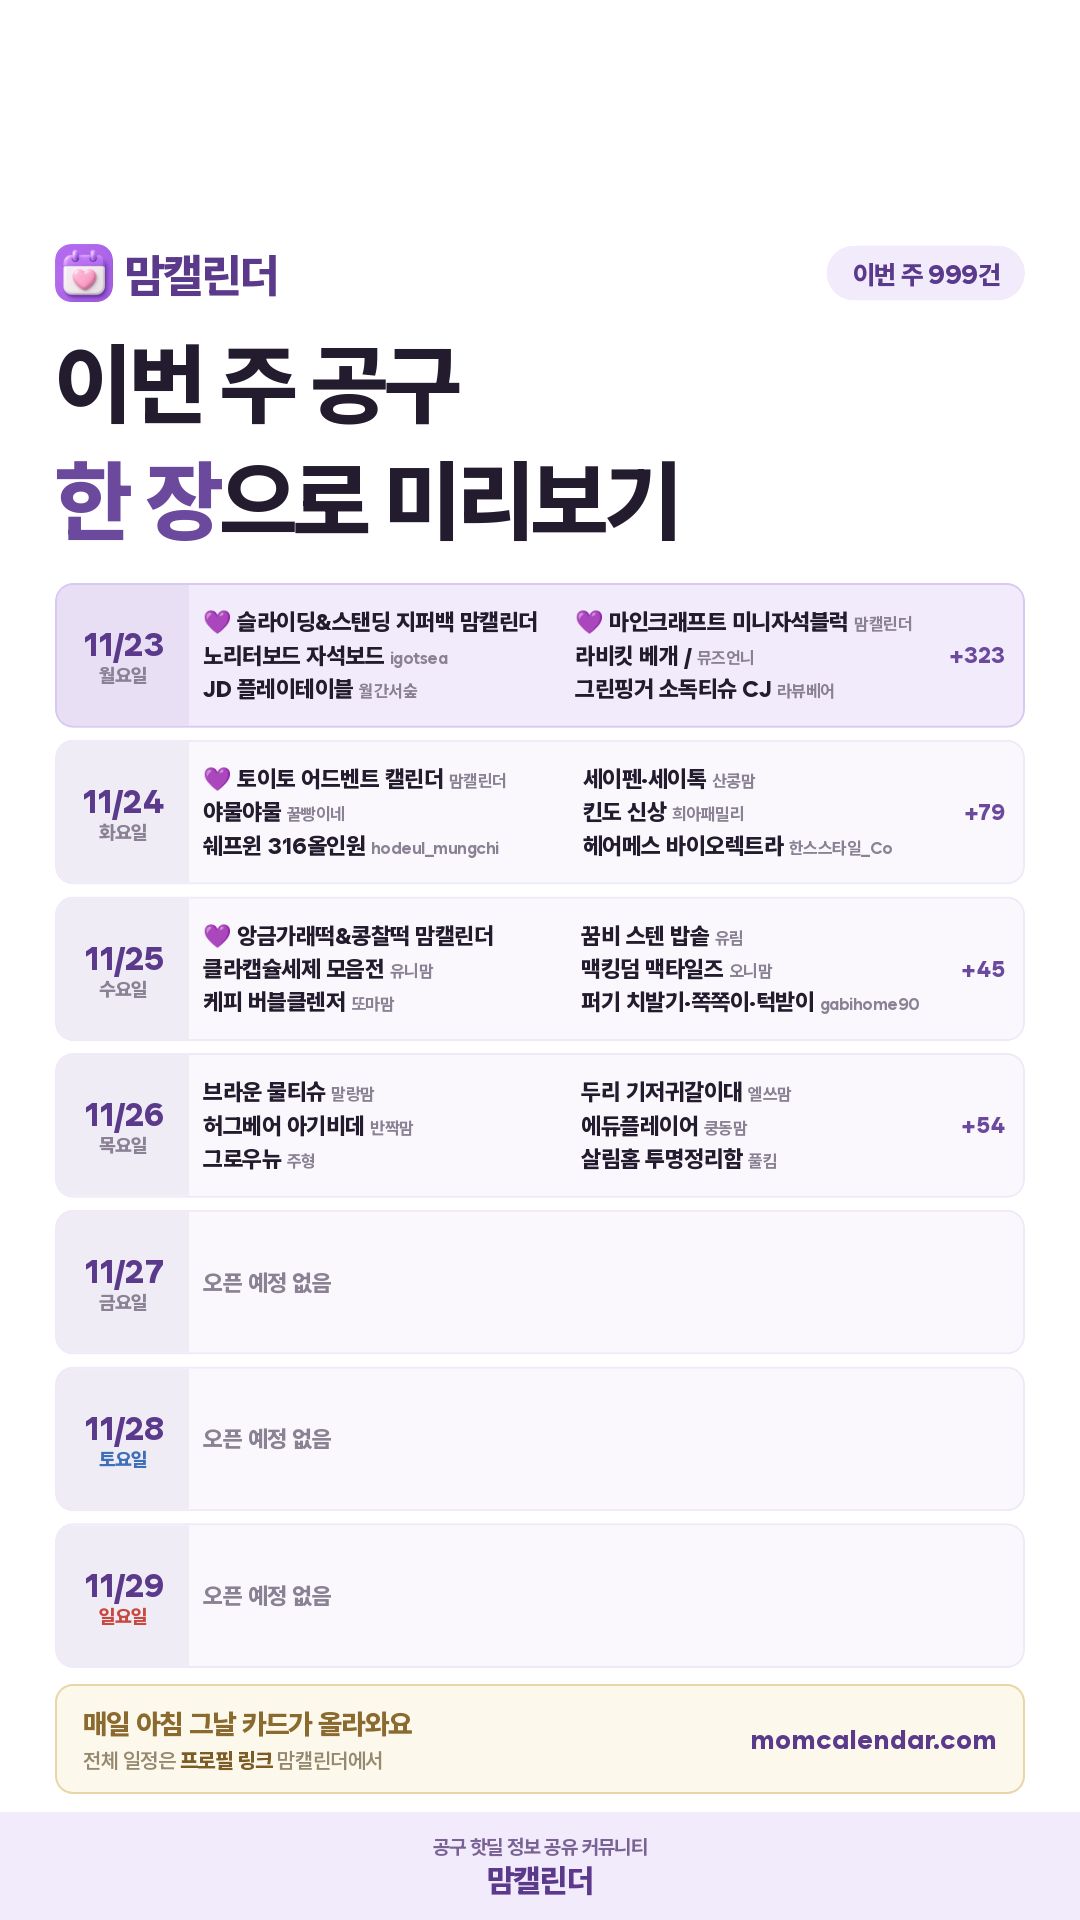 맘캘린더
이번 주 999건
이번 주 공구
한 장으로 미리보기
11/23
월요일
💜 슬라이딩&스탠딩 지퍼백 맘캘린더
노리터보드 자석보드 igotsea
JD 플레이테이블 월간서숲
💜 마인크래프트 미니자석블럭 맘캘린더
라비킷 베개 / 뮤즈언니
그린핑거 소독티슈 CJ 라뷰베어
+323
11/24
화요일
💜 토이토 어드벤트 캘린더 맘캘린더
야물야물 꿀빵이네
쉐프윈 316올인원 hodeul_mungchi
세이펜·세이톡 산콩맘
킨도 신상 희아패밀리
헤어메스 바이오렉트라 한스스타일_Co
+79
11/25
수요일
💜 앙금가래떡&콩찰떡 맘캘린더
클라캡슐세제 모음전 유니맘
케피 버블클렌저 또마맘
꿈비 스텐 밥솥 유림
맥킹덤 맥타일즈 오니맘
퍼기 치발기·쪽쪽이·턱받이 gabihome90
+45
11/26
목요일
브라운 물티슈 말랑맘
허그베어 아기비데 반짝맘
그로우뉴 주형
두리 기저귀갈이대 엘쓰맘
에듀플레이어 쿵동맘
살림홈 투명정리함 풀킴
+54
11/27
금요일
오픈 예정 없음
11/28
토요일
오픈 예정 없음
11/29
일요일
오픈 예정 없음
매일 아침 그날 카드가 올라와요
전체 일정은 프로필 링크 맘캘린더에서
momcalendar.com
공구 핫딜 정보 공유 커뮤니티
맘캘린더